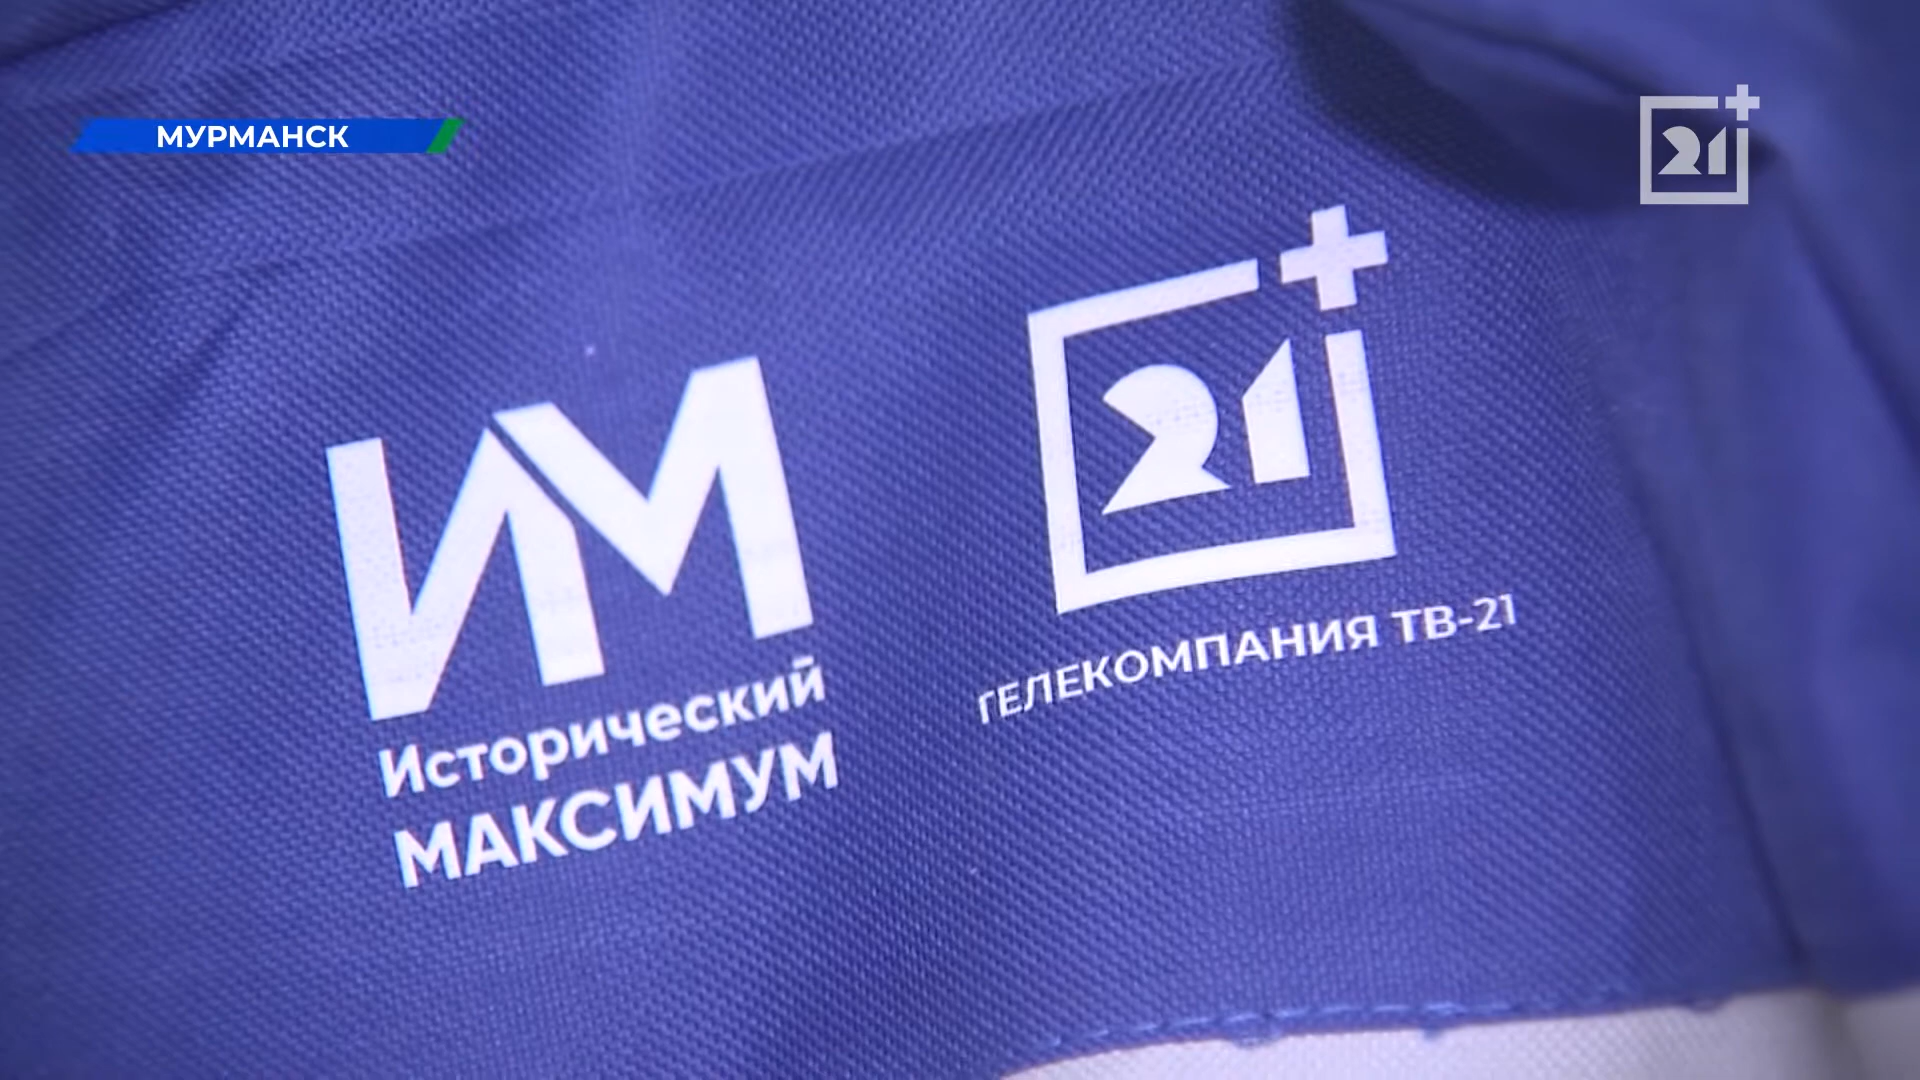 МУРМАНСК
21+
ИМ
Исторический
МАКСИМУМ
21+
ТЕЛЕКОМПАНИЯ ТВ-21